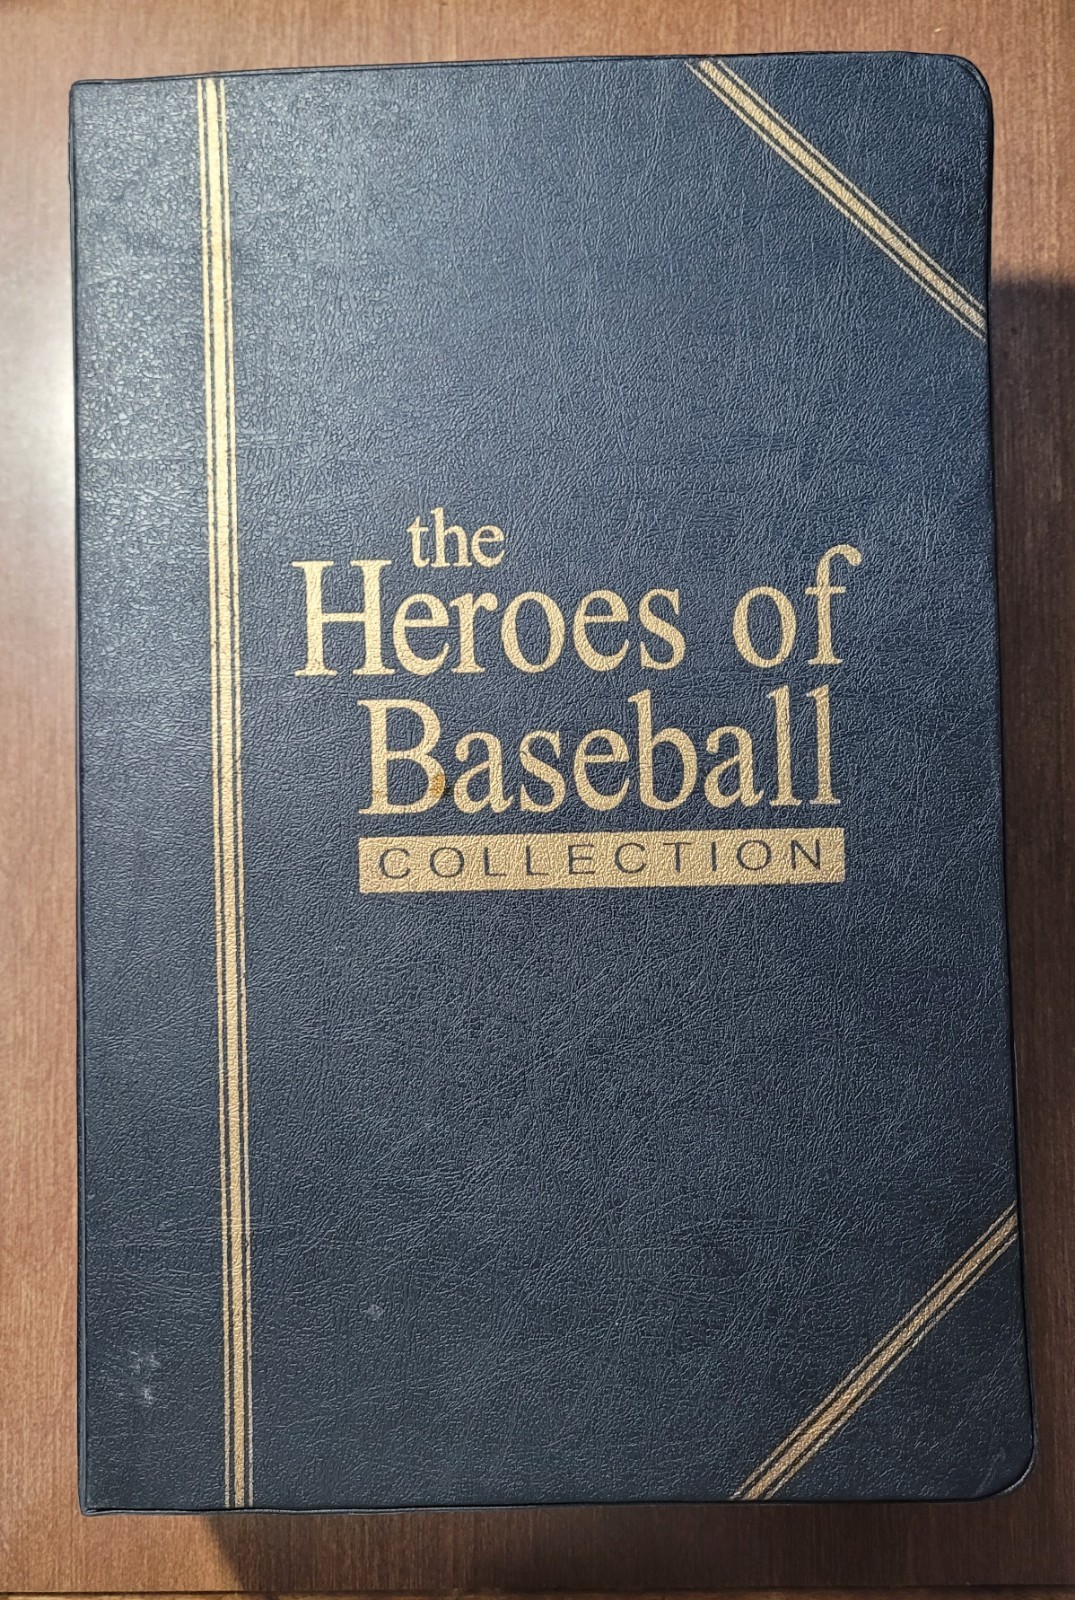 the
Heroes of
Baseball
COLLECTION